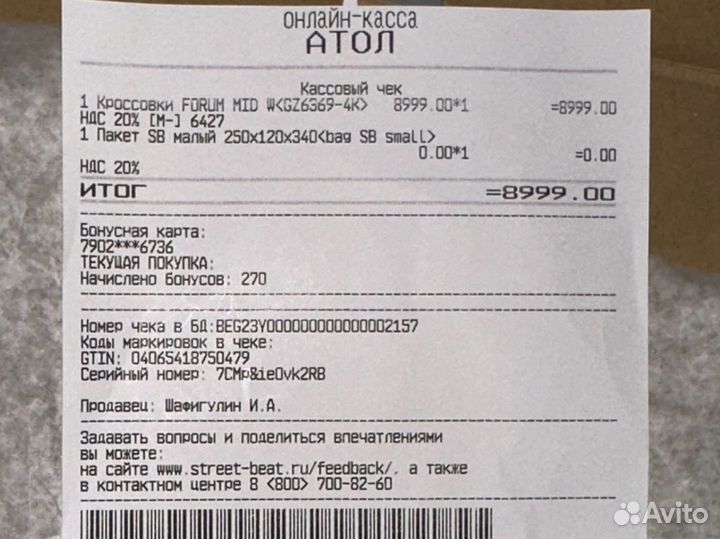 ОНЛАЙН-КАССА
АТОЛ
Кассовый чек
1 Кроссовки FORUM MID W<GZ6369-4K> 8999.00*1 =8999.00
НДС 20% [M-] 6427
1 Пакет SB малый 250x120x340<bag SB small>
0.00*1 =0.00
НДС 20%
ИТОГ =8999.00
Бонусная карта:
7902***6736
ТЕКУЩАЯ ПОКУПКА:
Начислено бонусов: 270
Номер чека в БД:BEG23Y000000000000002157
Коды маркировок в чеке:
GTIN: 04065418750479
Серийный номер: 7CMp&ieOvk2RB
Продавец: Шафигулин И.А.
Задавать вопросы и поделиться впечатлениями
вы можете:
на сайте www.street-beat.ru/feedback/, а также
в контактном центре 8 <800> 700-82-60
Avito